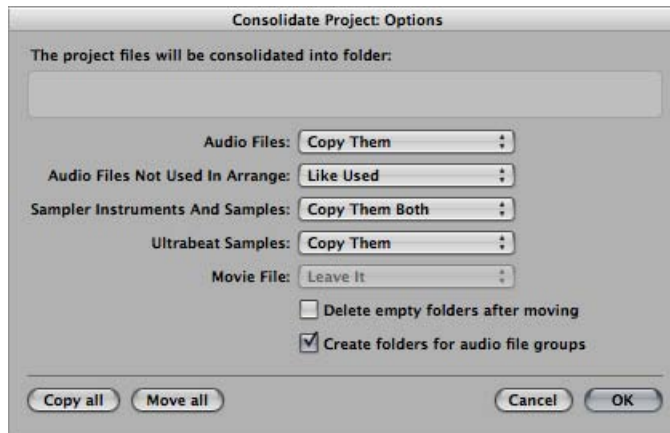 Consolidate Project: Options
The project files will be consolidated into folder:
Audio Files: Copy Them
Audio Files Not Used In Arrange: Like Used
Sampler Instruments And Samples: Copy Them Both
Ultrabeat Samples: Copy Them
Movie File: Leave It
Delete empty folders after moving
Create folders for audio file groups
Copy all Move all Cancel OK